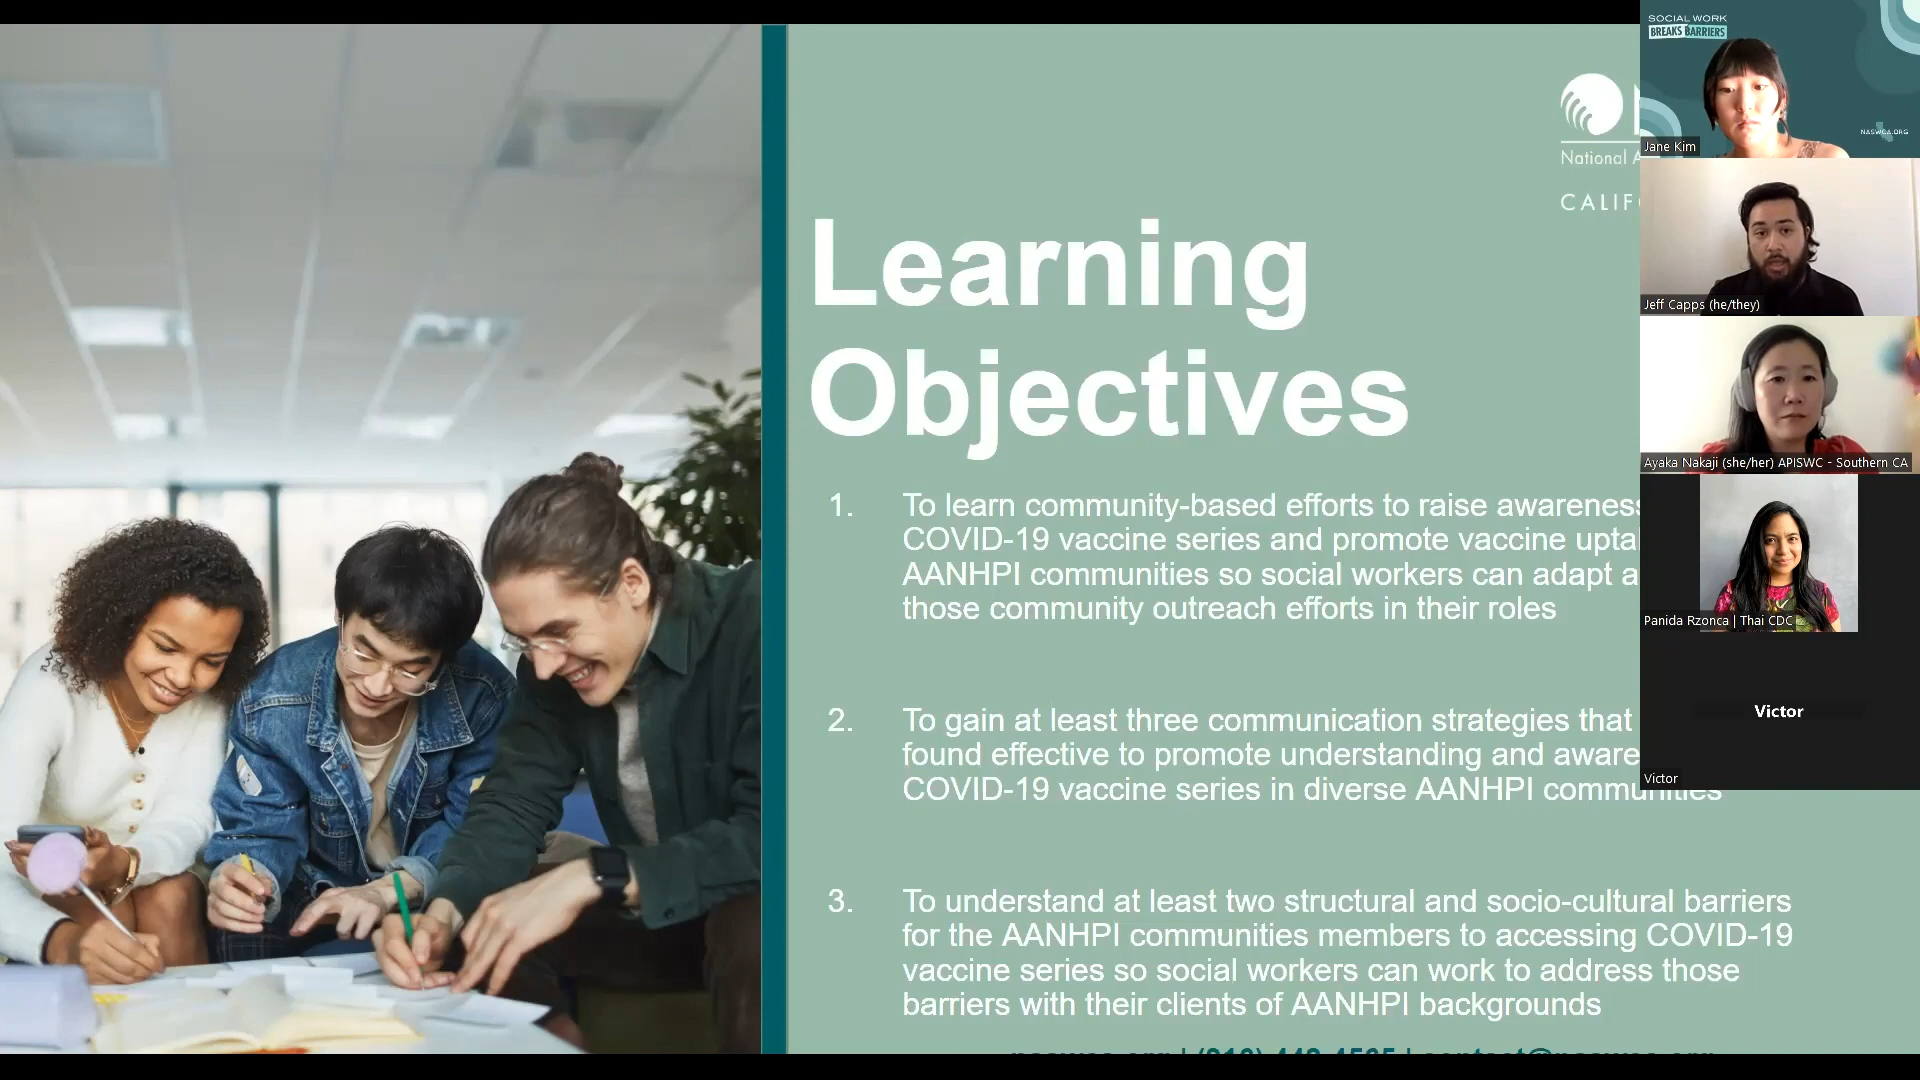 Learning
Objectives
1. To learn community-based efforts to raise awareness
COVID-19 vaccine series and promote vaccine upta
AANHPI communities so social workers can adapt a
those community outreach efforts in their roles
2. To gain at least three communication strategies that
found effective to promote understanding and aware
COVID-19 vaccine series in diverse AANHPI communities
3. To understand at least two structural and socio-cultural barriers
for the AANHPI communities members to accessing COVID-19
vaccine series so social workers can work to address those
barriers with their clients of AANHPI backgrounds
National A
CALIF
SOCIAL WORK
BREAKS BARRIERS
NASWCA.ORG
Jane Kim
Jeff Capps (he/they)
Ayaka Nakaji (she/her) APISWC - Southern CA
Panida Rzonca | Thai CDC
Victor
Victor